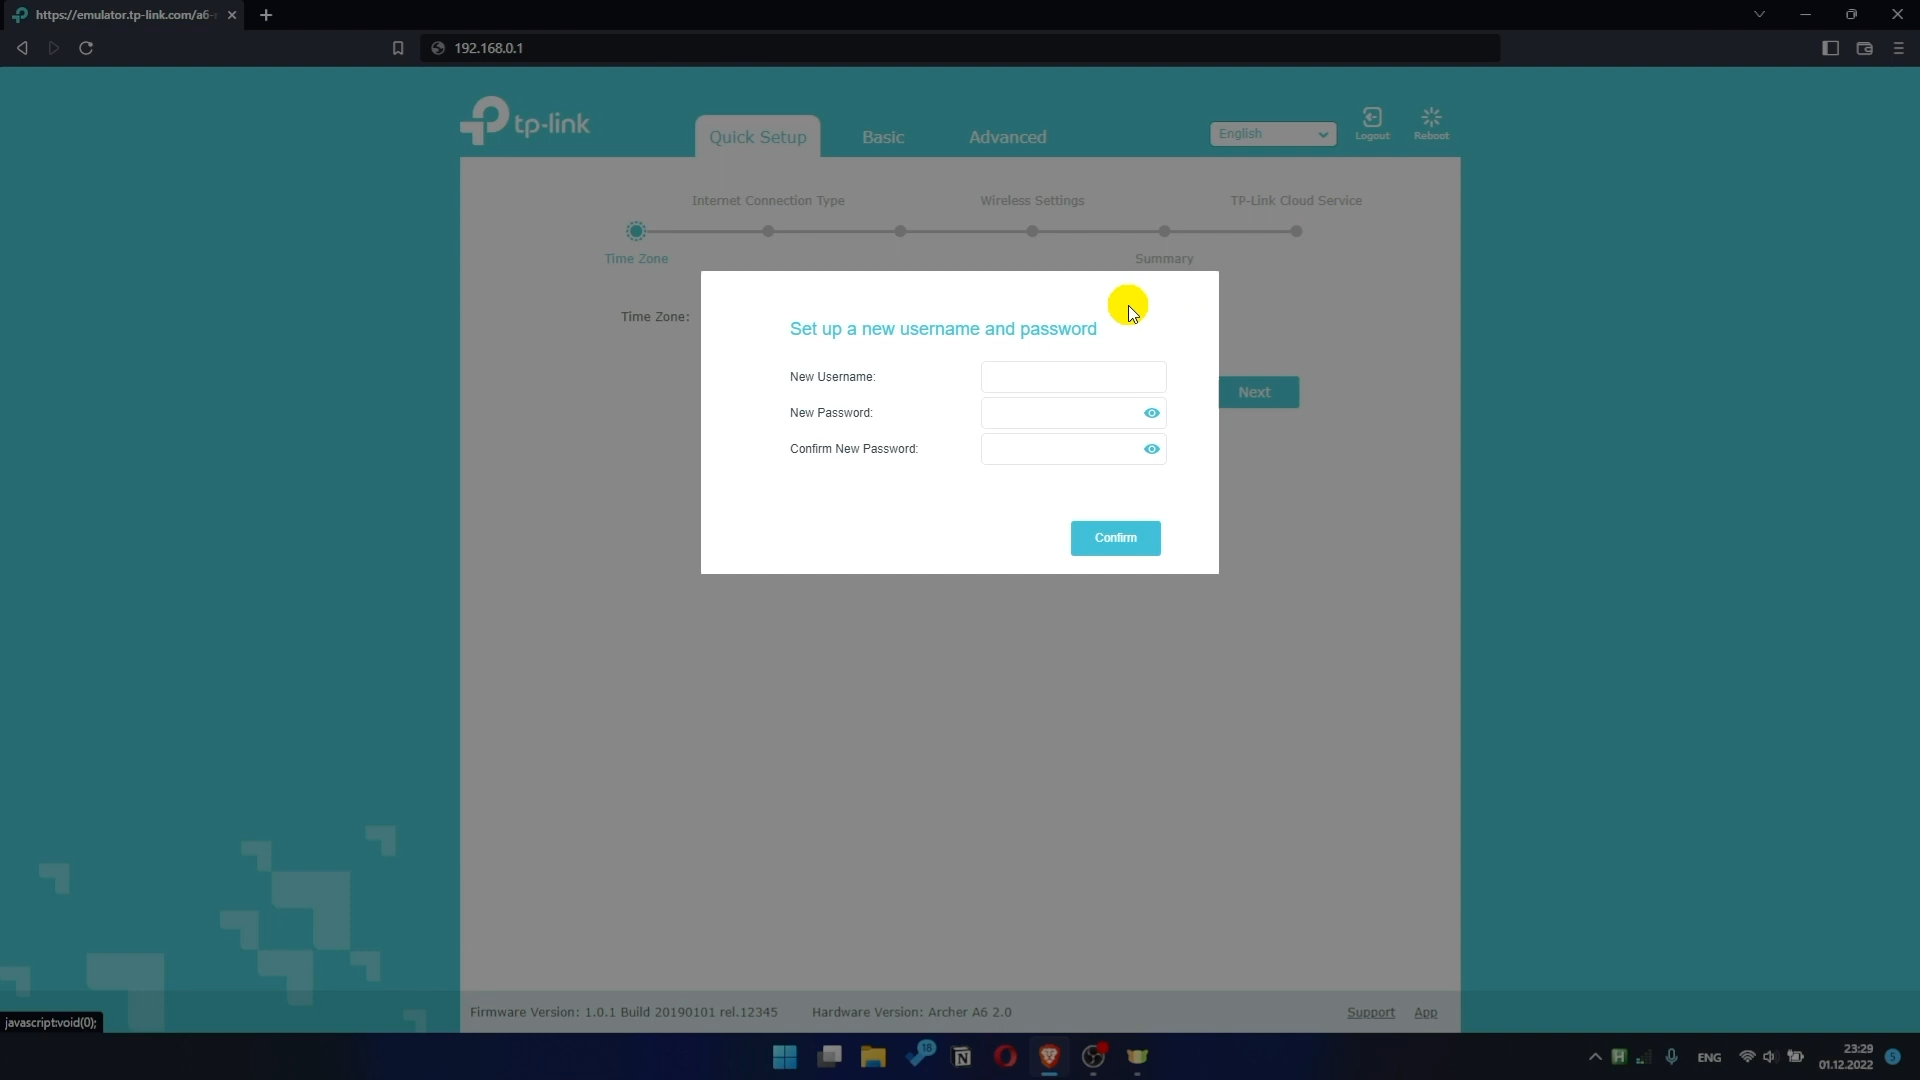 https://emulator.tp-link.com/a6-
192.168.0.1
tp-link
Quick Setup
Basic
Advanced
English
Logout
Reboot
Internet Connection Type
Wireless Settings
TP-Link Cloud Service
Time Zone
Summary
Time Zone:
Set up a new username and password
New Username:
New Password:
Confirm New Password:
Next
Confirm
Firmware Version: 1.0.1 Build 20190101 rel.12345
Hardware Version: Archer A6 2.0
Support
App
javascript:void(0);
18
ENG
23:29
01.12.2022
5